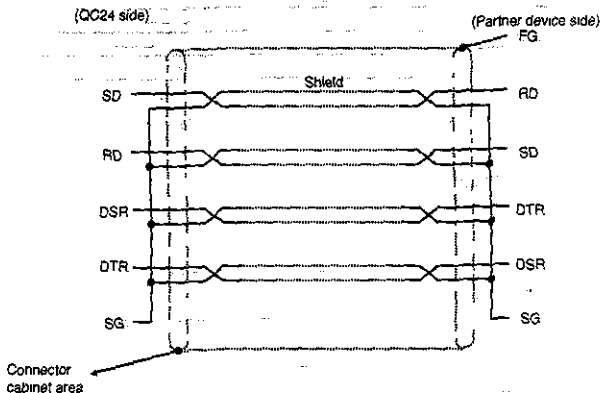 (QC24 side)
(Partner device side)
FG
Shield
SD
RD
RD
SD
DSR
DTR
DTR
DSR
SG
SG
Connector
cabinet area